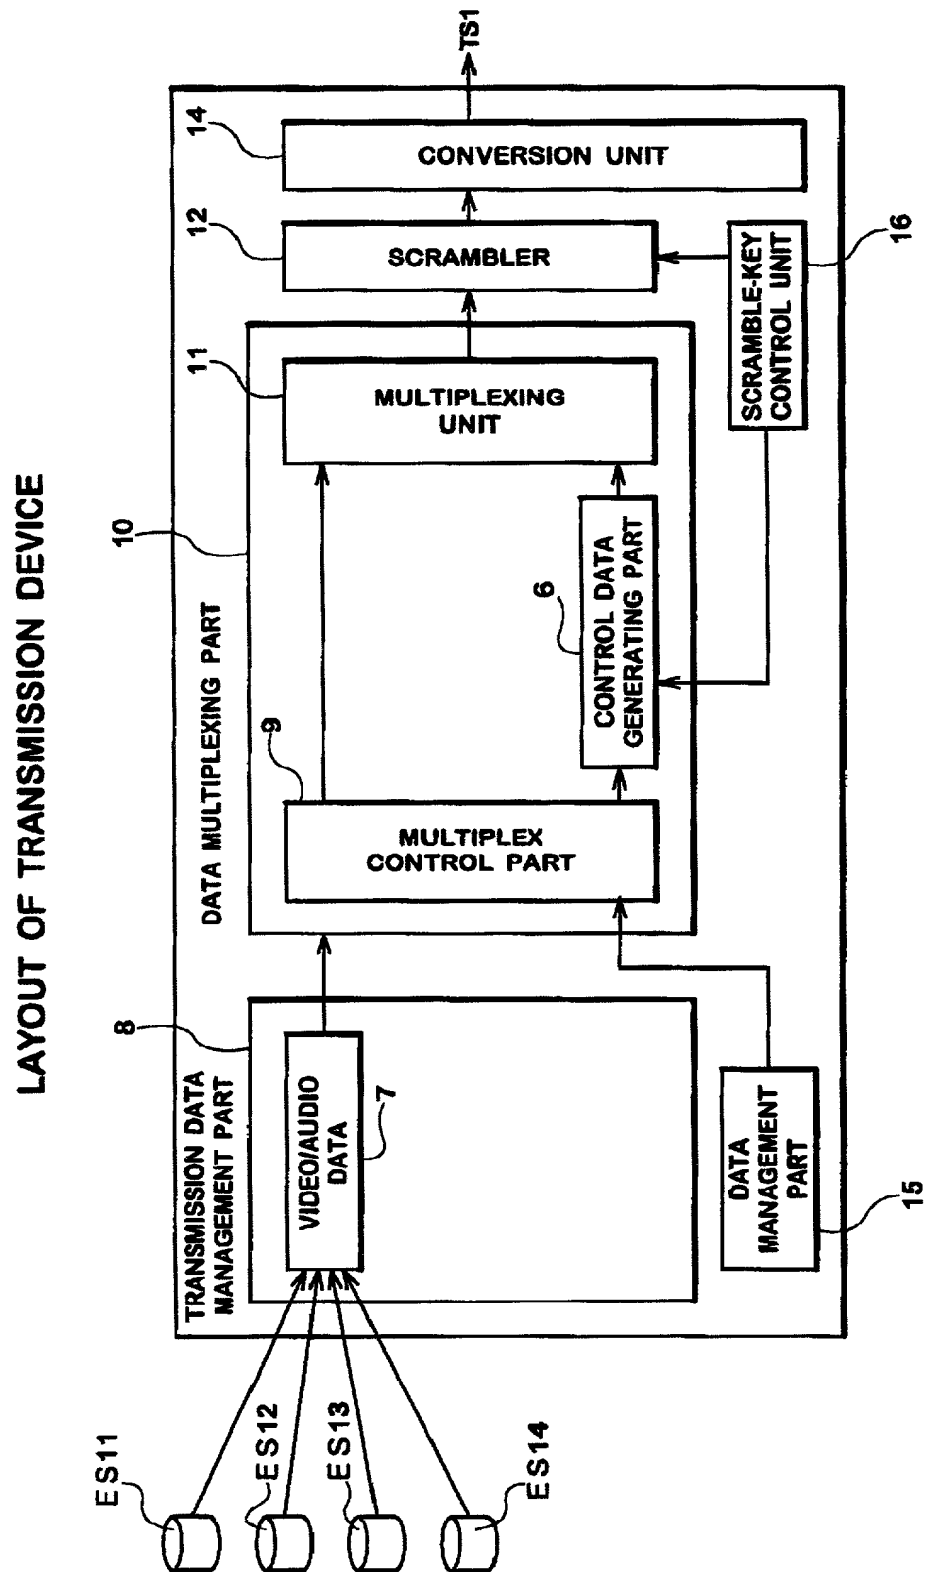 LAYOUT OF TRANSMISSION DEVICE
TRANSMISSION DATA
MANAGEMENT PART
8
DATA MULTIPLEXING PART
10
ES11
ES12
ES13
ES14
VIDEO/AUDIO
DATA
7
9
MULTIPLEX
CONTROL PART
6
CONTROL DATA
GENERATING PART
11
MULTIPLEXING
UNIT
12
SCRAMBLER
14
CONVERSION UNIT
TS1
DATA
MANAGEMENT
PART
15
SCRAMBLE-KEY
CONTROL UNIT
16